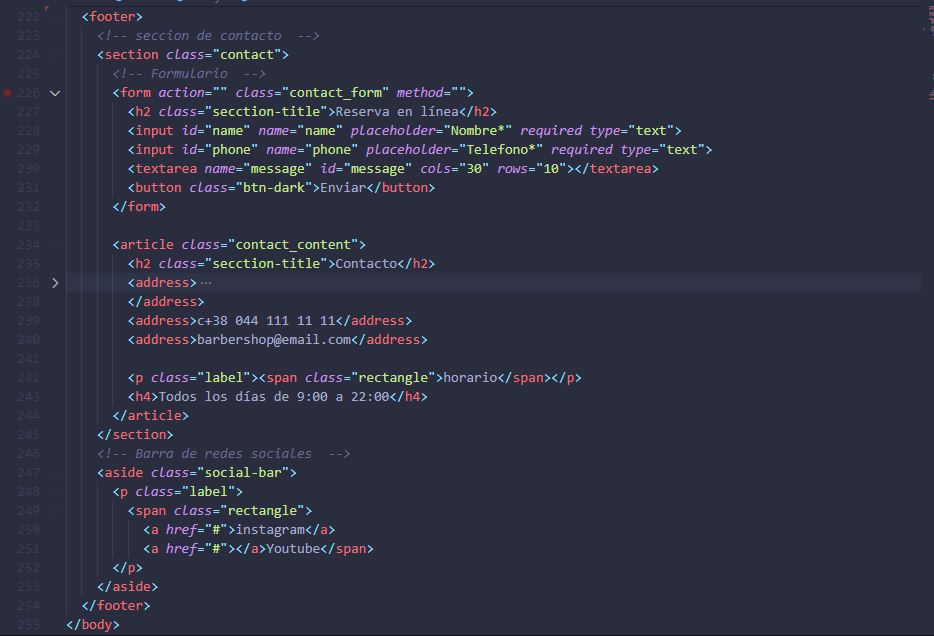 222 <footer>
223 <!-- seccion de contacto  -->
224 <section class="contact">
225 <!-- Formulario  -->
226 <form action="" class="contact_form" method="">
227 <h2 class="secction-title">Reserva en línea</h2>
228 <input id="name" name="name" placeholder="Nombre*" required type="text">
229 <input id="phone" name="phone" placeholder="Telefono*" required type="text">
230 <textarea name="message" id="message" cols="30" rows="10"></textarea>
231 <button class="btn-dark">Enviar</button>
232 </form>
233
234 <article class="contact_content">
235 <h2 class="secction-title">Contacto</h2>
236 <address>···
238 </address>
239 <address>c+38 044 111 11 11</address>
240 <address>barbershop@email.com</address>
241
242 <p class="label"><span class="rectangle">horario</span></p>
243 <h4>Todos los días de 9:00 a 22:00</h4>
244 </article>
245 </section>
246 <!-- Barra de redes sociales  -->
247 <aside class="social-bar">
248 <p class="label">
249 <span class="rectangle">
250 <a href="#">instagram</a>
251 <a href="#"></a>Youtube</span>
252 </p>
253 </aside>
254 </footer>
255 </body>